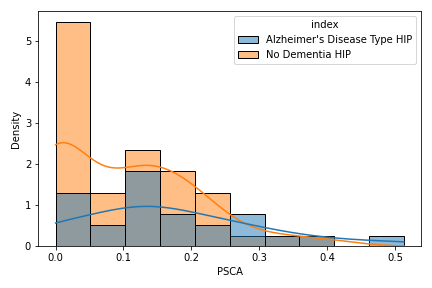 index
Alzheimer's Disease Type HIP
No Dementia HIP
Density
5
4
3
2
1
0
0.0 0.1 0.2 0.3 0.4 0.5
PSCA